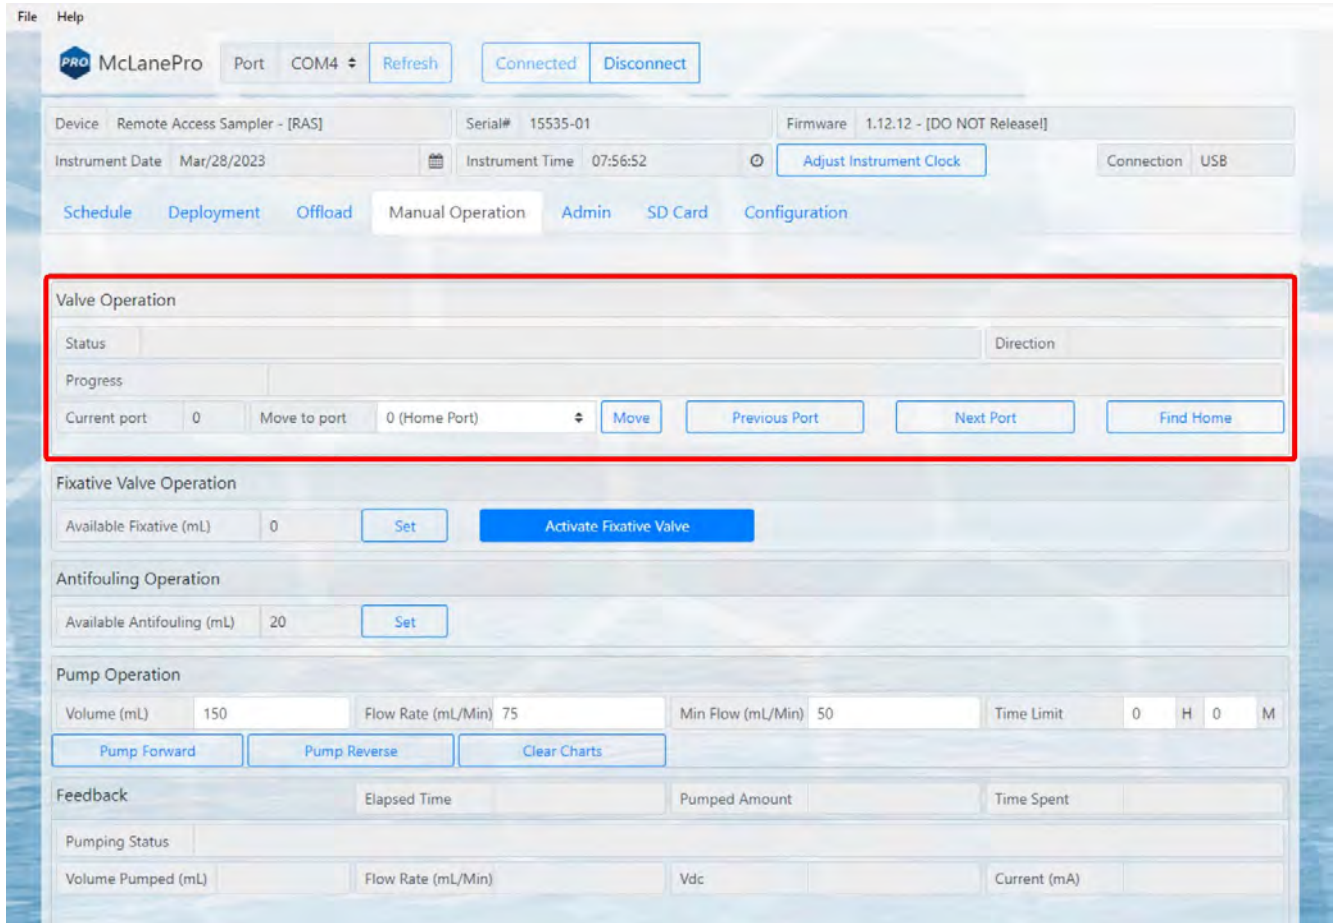 File Help
PRO McLanePro Port COM4 Refresh Connected Disconnect
Device Remote Access Sampler - [RAS] Serial# 15535-01 Firmware 1.12.12 - [DO NOT Release!]
Instrument Date Mar/28/2023 Instrument Time 07:56:52 Adjust Instrument Clock Connection USB
Schedule Deployment Offload Manual Operation Admin SD Card Configuration
Valve Operation
Status Direction
Progress
Current port 0 Move to port 0 (Home Port) Move Previous Port Next Port Find Home
Fixative Valve Operation
Available Fixative (mL) 0 Set Activate Fixative Valve
Antifouling Operation
Available Antifouling (mL) 20 Set
Pump Operation
Volume (mL) 150 Flow Rate (mL/Min) 75 Min Flow (mL/Min) 50 Time Limit 0 H 0 M
Pump Forward Pump Reverse Clear Charts
Feedback Elapsed Time Pumped Amount Time Spent
Pumping Status
Volume Pumped (mL) Flow Rate (mL/Min) Vdc Current (mA)